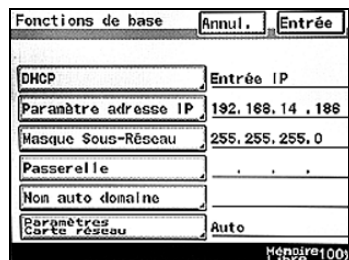 Fonctions de base Annul. Entrée
DHCP Entrée IP
Paramètre adresse IP 192.168.14 .186
Masque Sous-Réseau 255.255.255.0
Passerelle . . .
Nom auto domaine
Paramètres
Carte réseau Auto
Mémoire 100%
Libre